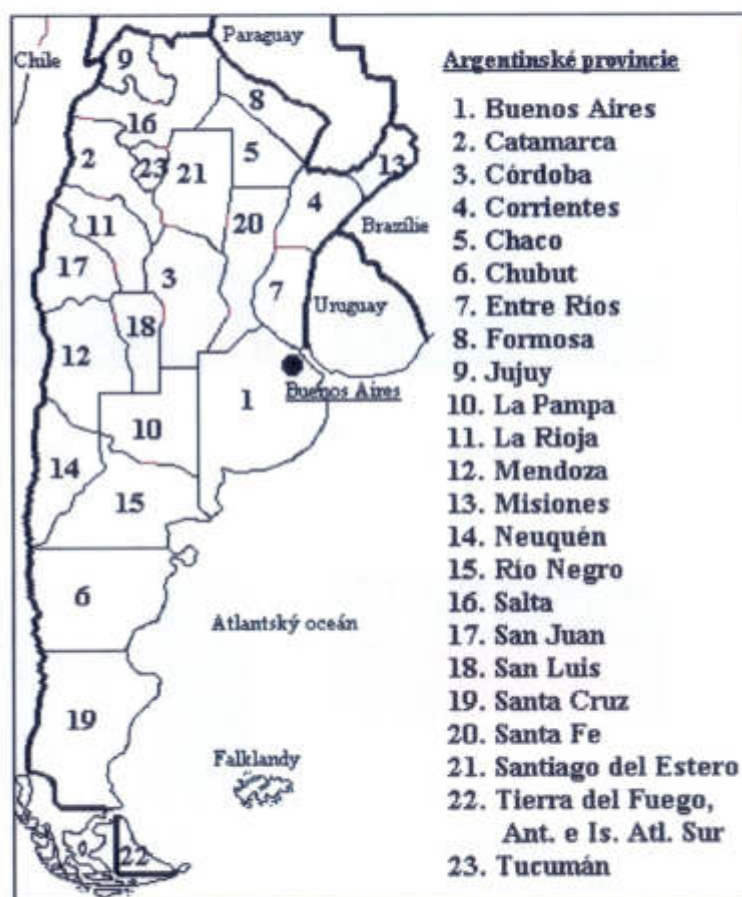 Paraguay
Chile
9
8
16
5
13
2
23
21
4
20
11
Brazílie
17
3
7
Uruguay
18
12
Buenos Aires
1
10
14
15
6
Atlantský oceán
19
Falklandy
22
Argentinské provincie
1. Buenos Aires
2. Catamarca
3. Córdoba
4. Corrientes
5. Chaco
6. Chubut
7. Entre Ríos
8. Formosa
9. Jujuy
10. La Pampa
11. La Rioja
12. Mendoza
13. Misiones
14. Neuquén
15. Río Negro
16. Salta
17. San Juan
18. San Luis
19. Santa Cruz
20. Santa Fe
21. Santiago del Estero
22. Tierra del Fuego,
Ant. e Is. Atl. Sur
23. Tucumán